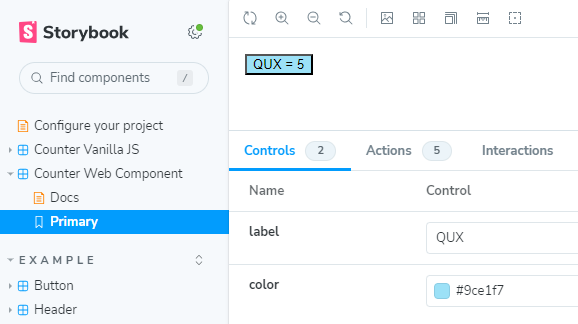 Storybook
Find components /
Configure your project
Counter Vanilla JS
Counter Web Component
Docs
Primary
EXAMPLE
Button
Header
QUX = 5
Controls 2 Actions 5 Interactions
Name Control
label QUX
color #9ce1f7